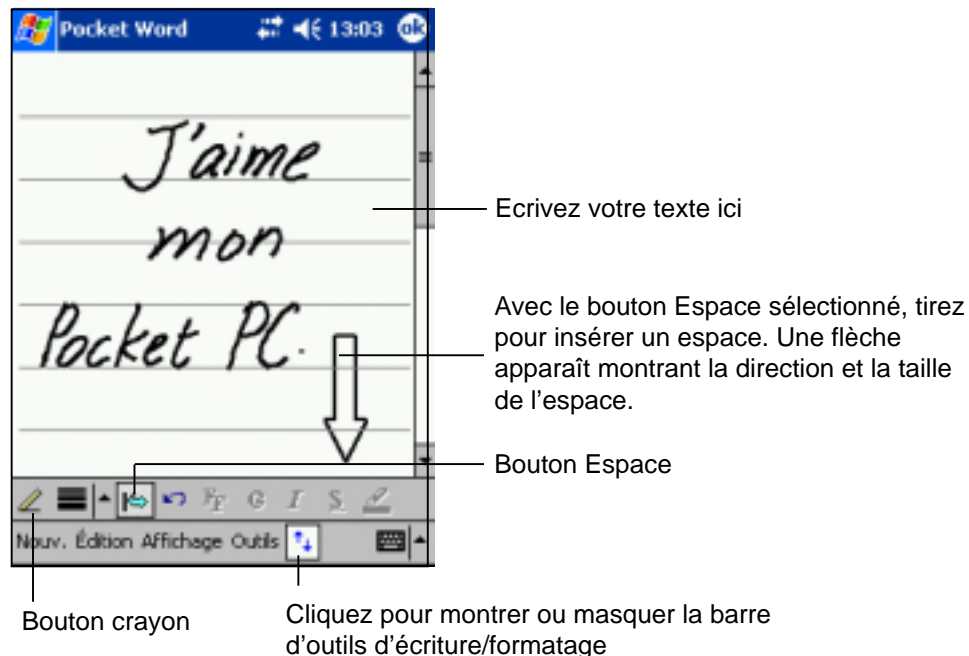 Pocket Word 13:03 ok
J'aime
mon
Pocket PC.
Ecrivez votre texte ici
Avec le bouton Espace sélectionné, tirez
pour insérer un espace. Une flèche
apparaît montrant la direction et la taille
de l'espace.
Bouton Espace
G I S
Nouv. Édition Affichage Outils
Bouton crayon
Cliquez pour montrer ou masquer la barre
d'outils d'écriture/formatage